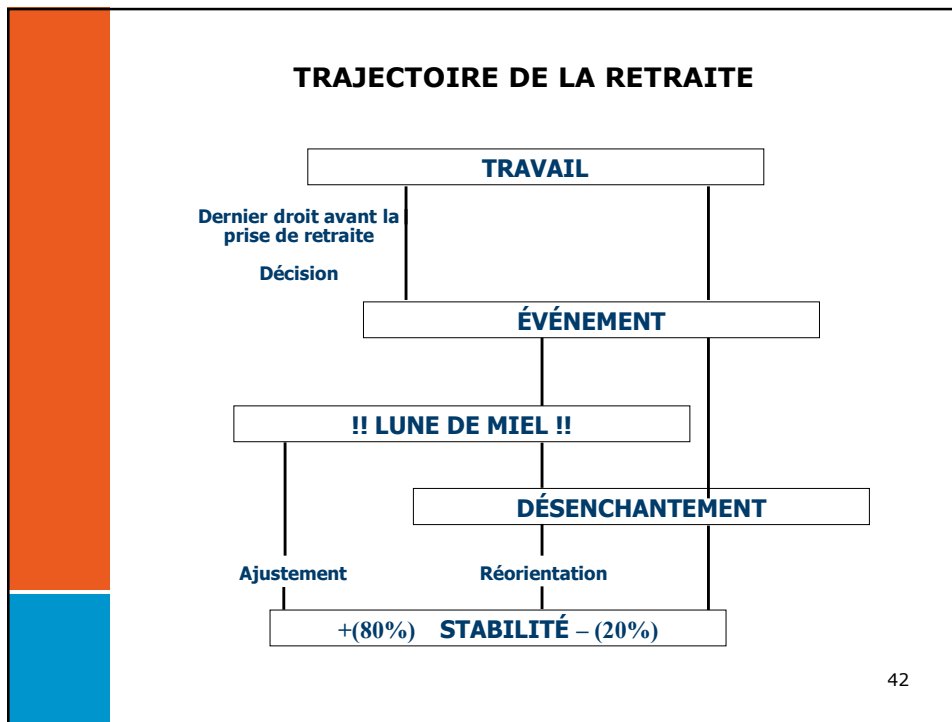 TRAJECTOIRE DE LA RETRAITE
TRAVAIL
Dernier droit avant la
prise de retraite
Décision
ÉVÉNEMENT
!! LUNE DE MIEL !!
DÉSENCHANTEMENT
Ajustement
Réorientation
+(80%) STABILITÉ – (20%)
42